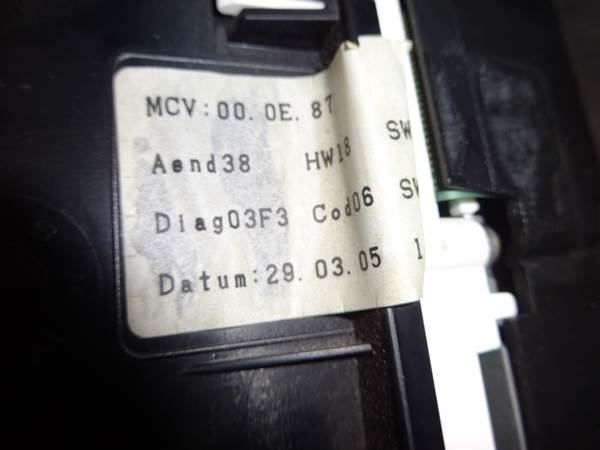 MCV:00. 0E. 87
Aend38 HW18 SW
Diag03F3 Cod06 SW
Datum:29. 03. 05 1